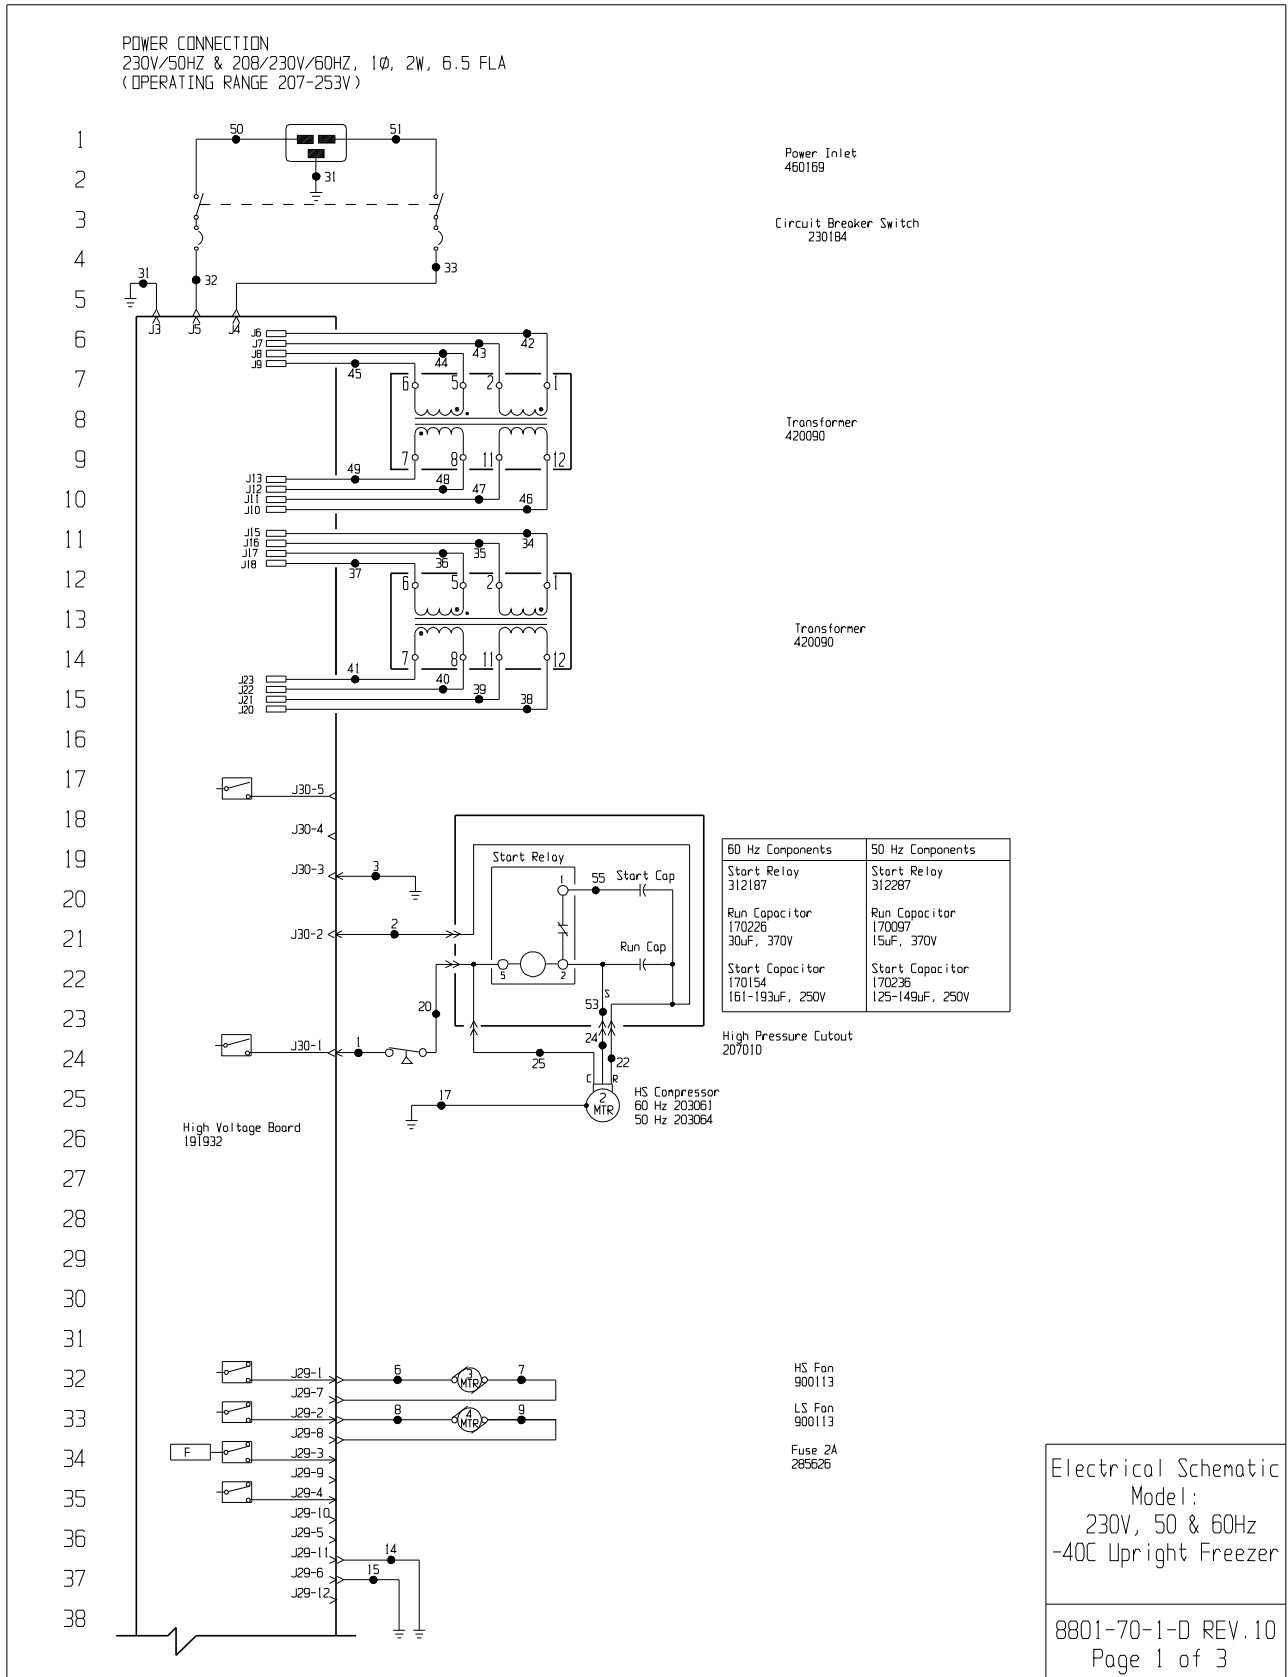 POWER CONNECTION
230V/50HZ & 208/230V/60HZ, 1Ø, 2W, 6.5 FLA
(OPERATING RANGE 207-253V)
1
50
51
Power Inlet
460169
2
31
3
Circuit Breaker Switch
230184
4
33
31
32
5
J3
J5
J4
6
J6
42
J7
43
J8
44
J9
45
7
6
5
2
1
8
Transformer
420090
9
7
8
11
12
J13
49
J12
48
10
J11
47
J10
46
11
J15
34
J16
35
J17
36
J18
37
12
6
5
2
1
13
Transformer
420090
14
7
8
11
12
J23
41
J22
40
15
J21
39
J20
38
16
17
J30-5
18
J30-4
19
J30-3
3
Start Relay
1
55
Start Cap
20
21
J30-2
2
Run Cap
22
5
2
S
53
23
20
24
24
J30-1
1
25
22
C
R
60 Hz Components
50 Hz Components
Start Relay
312187
Start Relay
312287
Run Capacitor
170226
30uF, 370V
Run Capacitor
170097
15uF, 370V
Start Capacitor
170154
161-193uF, 250V
Start Capacitor
170236
125-149uF, 250V
High Pressure Cutout
207010
25
17
2
MTR
HS Compressor
60 Hz 203061
50 Hz 203064
26
High Voltage Board
191932
27
28
29
30
31
32
J29-1
6
3
MTR
7
HS Fan
900113
J29-7
33
J29-2
8
4
MTR
9
LS Fan
900113
J29-8
34
F
J29-3
Fuse 2A
285626
J29-9
35
J29-4
J29-10
36
J29-5
J29-11
14
37
J29-6
15
J29-12
38
Electrical Schematic
Model:
230V, 50 & 60Hz
-40C Upright Freezer
8801-70-1-D REV.10
Page 1 of 3